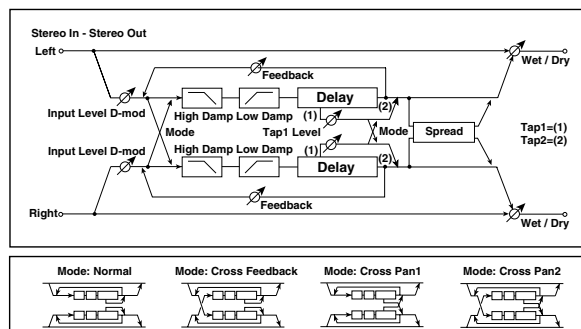 Stereo In - Stereo Out
Left
Wet / Dry
Feedback
Input Level D-mod
High Damp Low Damp
Delay
(1)
(2)
Mode
Tap1 Level
Mode
Spread
Tap1=(1)
Tap2=(2)
Input Level D-mod
High Damp Low Damp
(1)
Delay
(2)
Feedback
Right
Wet / Dry
Mode: Normal
Mode: Cross Feedback
Mode: Cross Pan1
Mode: Cross Pan2